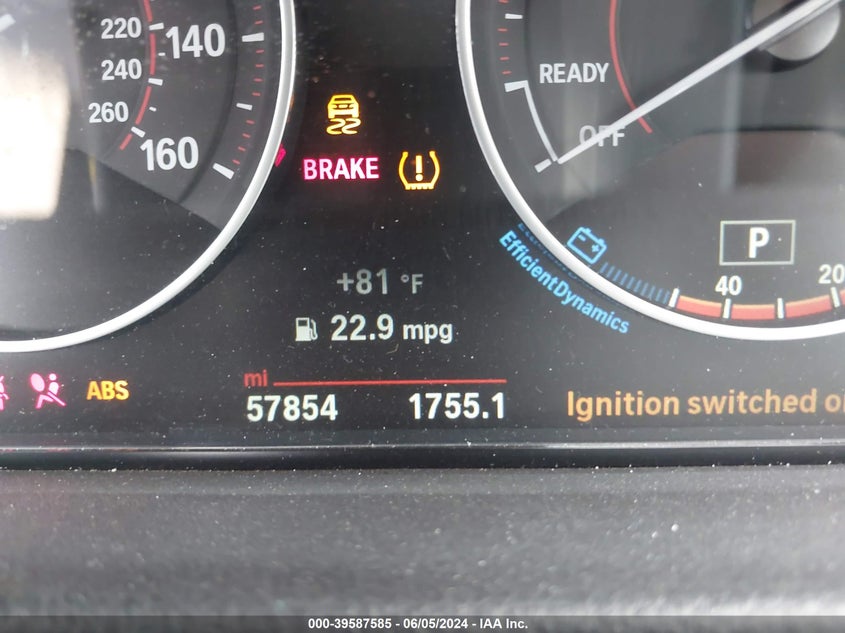 220
140
240
260
160
READY
OFF
BRAKE
P
EfficientDynamics
40
20
+81 °F
22.9 mpg
ABS
mi
57854 1755.1
Ignition switched
000-39587585 - 06/05/2024 - IAA Inc.